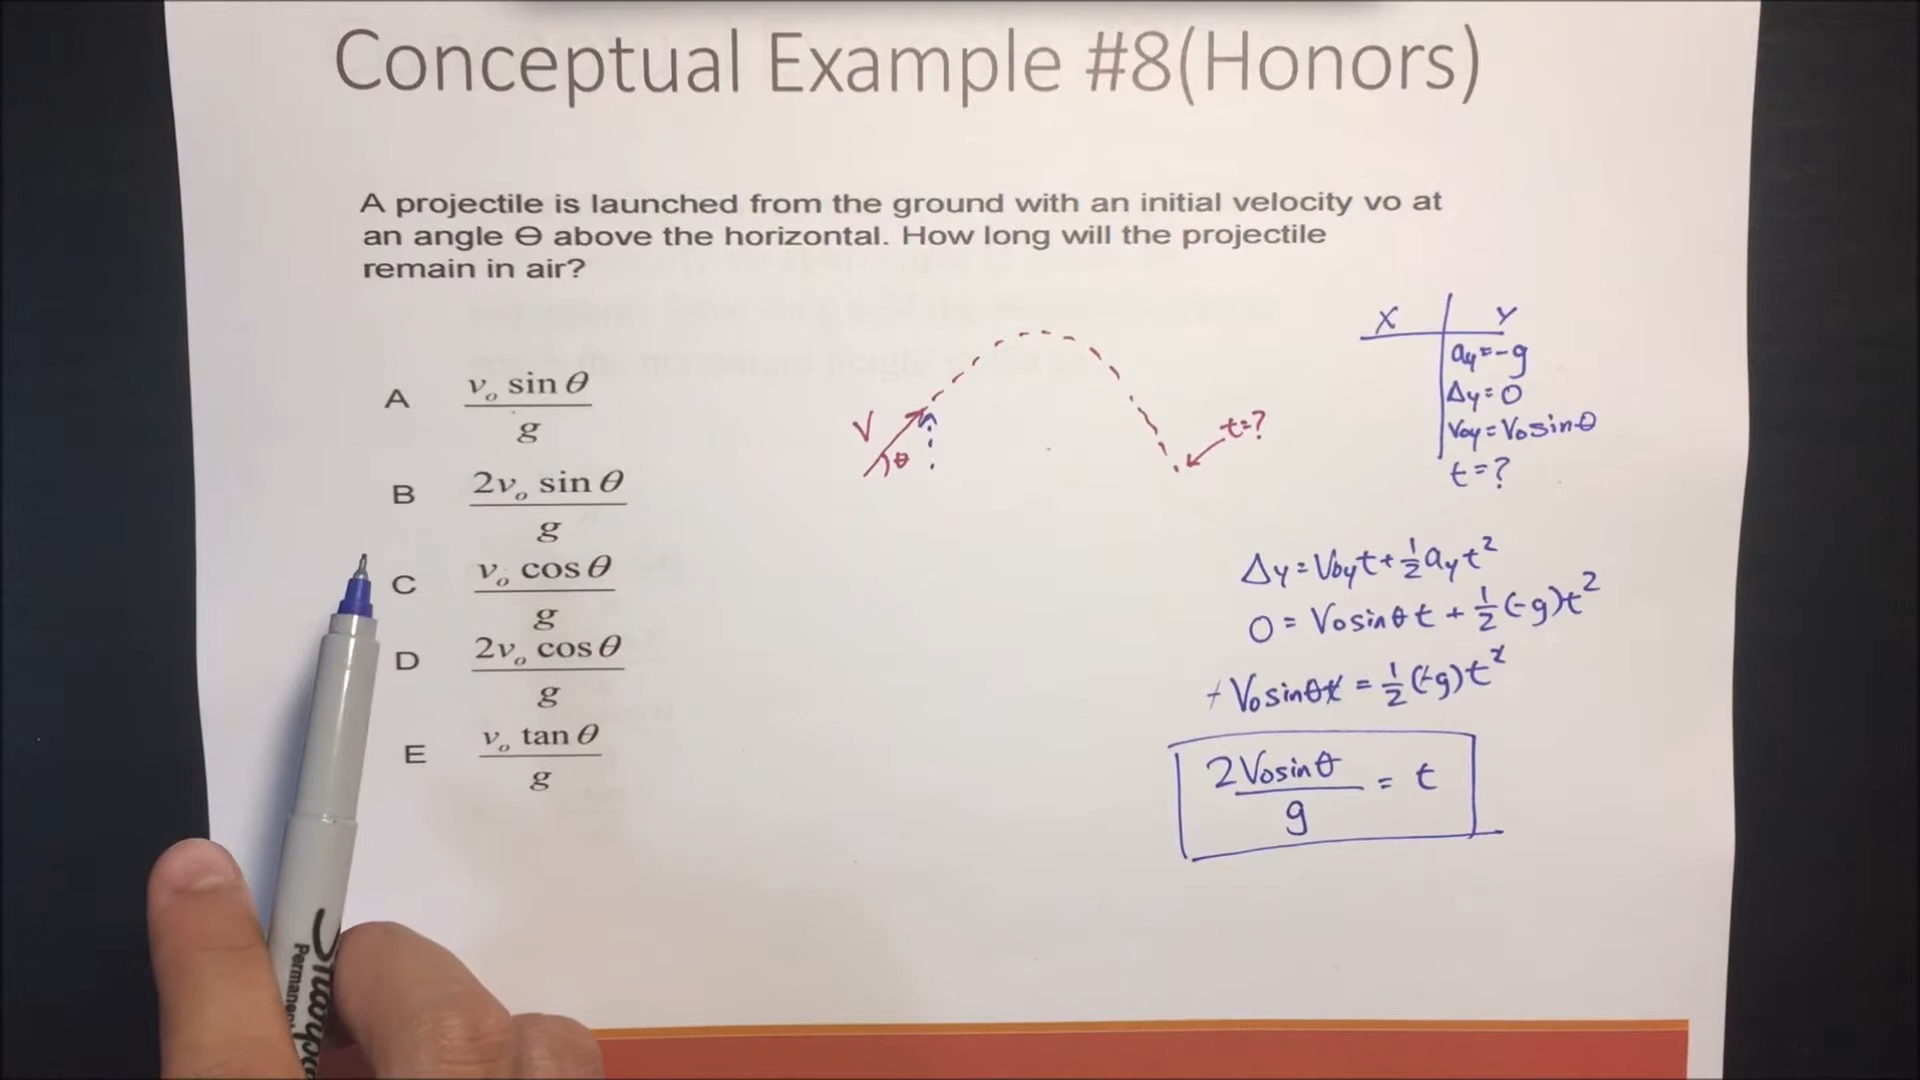 Conceptual Example #8(Honors)
A projectile is launched from the ground with an initial velocity vo at
an angle Ө above the horizontal. How long will the projectile
remain in air?
A v₀ sin θ / g
B 2v₀ sin θ / g
C v₀ cos θ / g
D 2v₀ cos θ / g
E v₀ tan θ / g
V
θ
t=?
X Y
ay=-g
Δy=0
Voy=Vosinθ
t=?
Δy=Voyt+½ayt²
0=Vosinθt+½(-g)t²
-Vosinθt=½(-g)t²
2Vosinθ / g = t
Sharpie